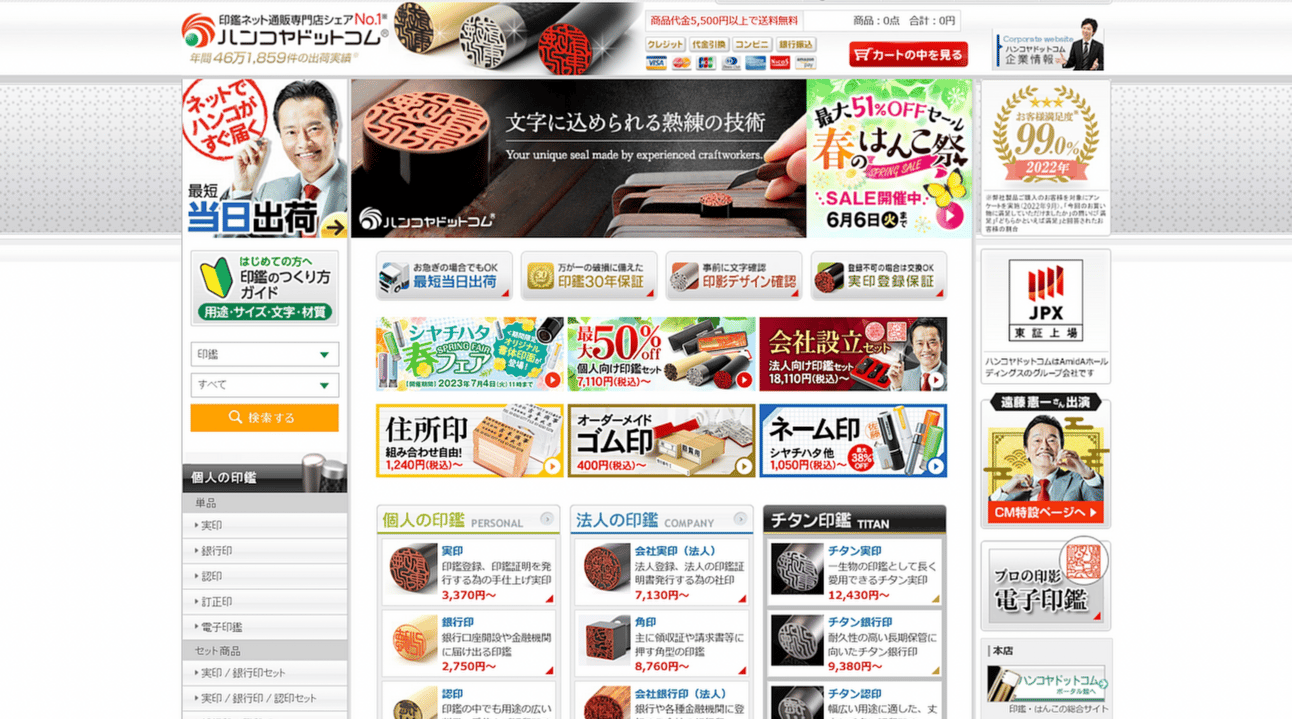 印鑑ネット通販専門店シェアNo.1※
ハンコヤドットコム®
年間46万1,859件の出荷実績※
商品代金5,500円以上で送料無料
商品：0点 合計：0円
クレジット 代金引換 コンビニ 銀行振込
VISA
JCB
NICOS
amazon pay
カートの中を見る
Corporate website
ハンコヤドットコム
企業情報
ネットで
ハンコが
すぐ届く
最短
当日出荷
文字に込められる熟練の技術
Your unique seal made by experienced craftworkers.
ハンコヤドットコム®
最大51%OFFセール
春のはんこ祭
SPRING SALE
SALE開催中
6月6日火まで
お客様満足度※
99.0%
2022年
※弊社製品ご購入のお客様を対象にアン
ケートを実施（2022年9月）。「今回のお買い
物に満足していただけましたか」の問いに「満
足」「どちらかといえば満足」と回答されたお
客様の割合
はじめての方へ
印鑑のつくり方
ガイド
用途・サイズ・文字・材質
お急ぎの場合でもOK
最短当日出荷
30
万が一の破損に備えた
印鑑30年保証
事前に文字確認
印影デザイン確認
登録不可の場合は交換OK
実印登録保証
JPX
東証上場
ハンコヤドットコムはAmidAホール
ディングスのグループ会社です
印鑑
すべて
検索する
シヤチハタ
春フェア
SPRING FAIR
＜期間限定＞
オリジナル
書体印面が
登場！
【開催期間】2023年7月4日(火)11時まで
最大50%off
個人向け印鑑セット
7,110円(税込)〜
会社設立セット
法人向け印鑑セット
18,110円(税込)〜
住所印
組み合わせ自由!
1,240円(税込)〜
オーダーメイド
ゴム印
400円(税込)〜
ネーム印
シヤチハタ他
1,050円(税込)〜
佐藤
最大
38%
OFF
遠藤憲一さん出演
CM特設ページへ
個人の印鑑
単品
実印
銀行印
認印
訂正印
電子印鑑
セット商品
実印 / 銀行印セット
実印 / 銀行印 / 認印セット
個人の印鑑 PERSONAL
実印
印鑑登録、印鑑証明を発
行する為の手仕上げ実印
3,370円〜
銀行印
銀行口座開設や金融機関
に届け出る印鑑
2,750円〜
認印
印鑑の中でも用途の広い
法人の印鑑 COMPANY
会社実印（法人）
法人登録、法人の印鑑証
明書発行する為の社印
7,130円〜
角印
主に領収証や請求書等に
押す角型の印鑑
8,760円〜
会社銀行印（法人）
銀行や各種金融機関に登
チタン印鑑 TITAN
チタン実印
一生物の印鑑として長く
愛用できるチタン実印
12,430円〜
チタン銀行印
耐久性の高い長期保管に
向いたチタン銀行印
9,380円〜
チタン認印
幅広い用途に適した、丈
プロの印影
電子印鑑
本店
ハンコヤドットコム
ポータル館へ
印鑑・はんこの総合サイト